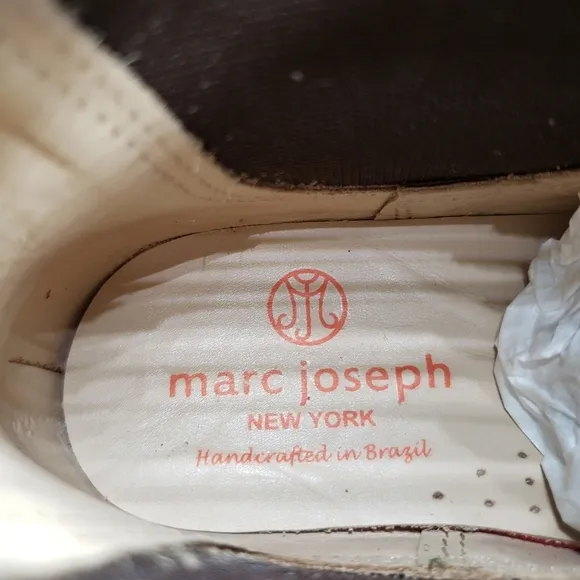 marc joseph
NEW YORK
Handcrafted in Brazil